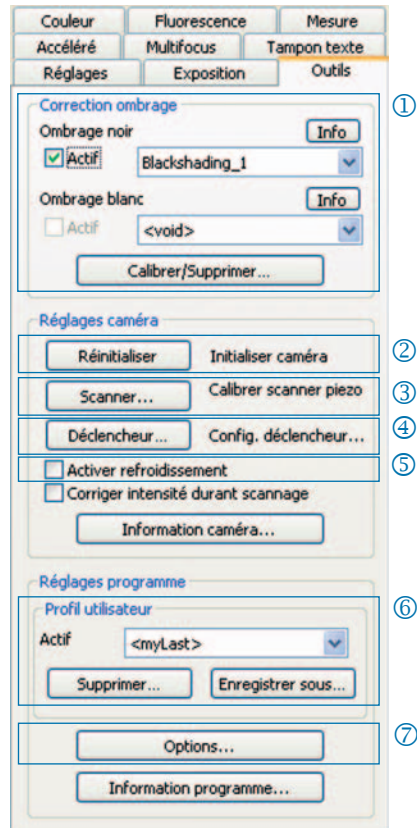 Couleur Fluorescence Mesure
Accéléré Multifocus Tampon texte
Réglages Exposition Outils
Correction ombrage ①
Ombrage noir Info
Actif Blackshading_1
Ombrage blanc Info
Actif <void>
Calibrer/Supprimer...
Réglages caméra
Réinitialiser Initialiser caméra ②
Scanner... Calibrer scanner piezo ③
Déclencheur... Config. déclencheur... ④
Activer refroidissement ⑤
Corriger intensité durant scannage
Information caméra...
Réglages programme
Profil utilisateur ⑥
Actif <myLast>
Supprimer... Enregistrer sous...
Options... ⑦
Information programme...